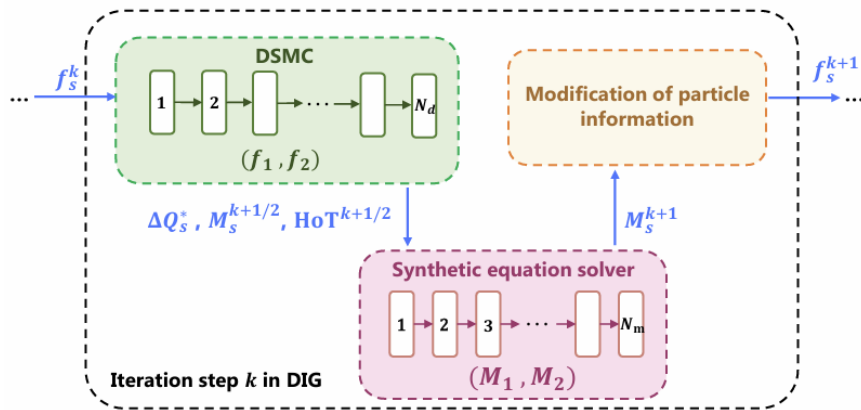 DSMC
f_s^k
f_s^{k+1}
...
1 2 ... N_d
(f_1, f_2)
Modification of particle
information
...
ΔQ_s^*, M_s^{k+1/2}, HoT^{k+1/2}
M_s^{k+1}
Synthetic equation solver
1 2 3 ... N_m
(M_1, M_2)
Iteration step k in DIG